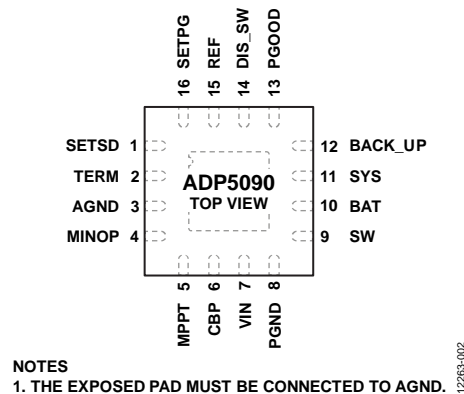 16 SETPG
15 REF
14 DIS_SW
13 PGOOD
SETSD 1
TERM 2
AGND 3
MINOP 4
ADP5090
TOP VIEW
12 BACK_UP
11 SYS
10 BAT
9 SW
MPPT 5
CBP 6
VIN 7
PGND 8
NOTES
1. THE EXPOSED PAD MUST BE CONNECTED TO AGND.
12263-002